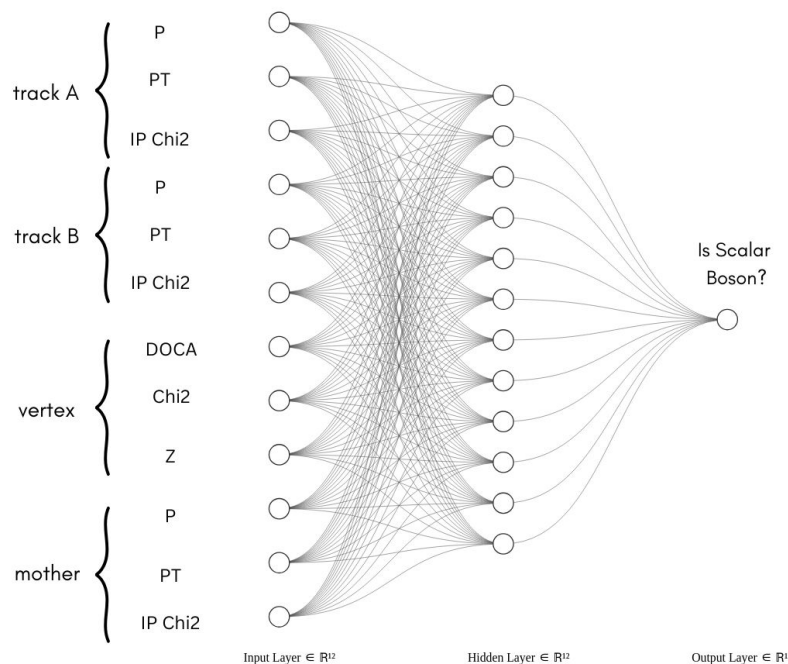 track A
P
PT
IP Chi2
track B
P
PT
IP Chi2
vertex
DOCA
Chi2
Z
mother
P
PT
IP Chi2
Is Scalar
Boson?
Input Layer ∈ ℝ¹²
Hidden Layer ∈ ℝ¹²
Output Layer ∈ ℝ¹